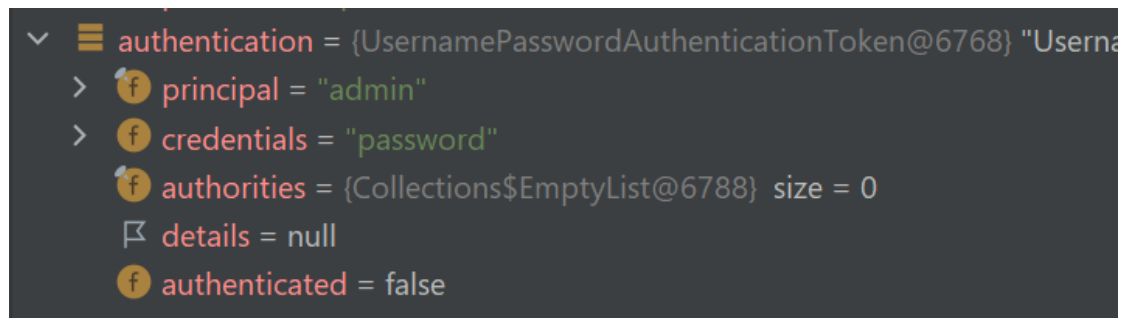 authentication = {UsernamePasswordAuthenticationToken@6768} "Userna
principal = "admin"
credentials = "password"
authorities = {Collections$EmptyList@6788} size = 0
details = null
authenticated = false